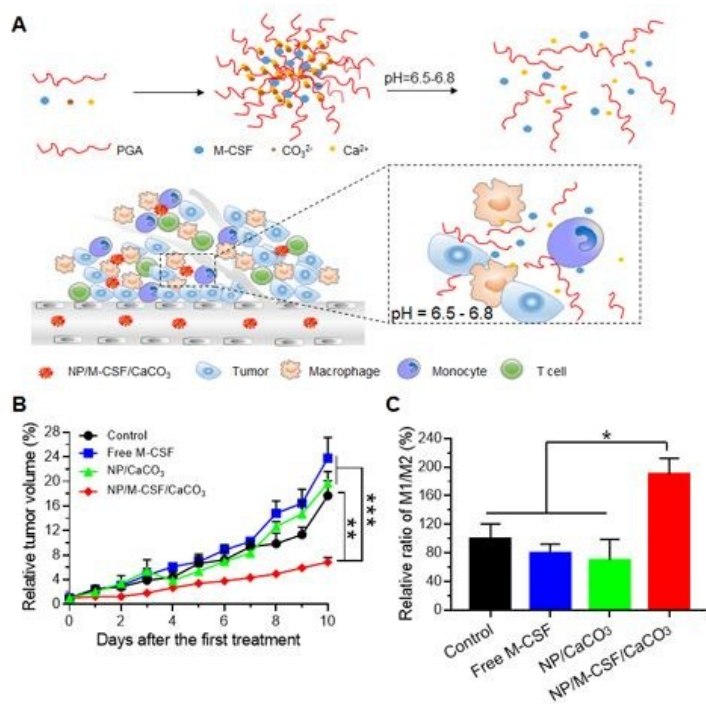 A
pH=6.5-6.8
PGA M-CSF CO₃²⁻ Ca²⁺
pH = 6.5 - 6.8
NP/M-CSF/CaCO₃ Tumor Macrophage Monocyte T cell
B
Relative tumor volume (%)
28
24
20
16
12
8
4
0
Control
Free M-CSF
NP/CaCO₃
NP/M-CSF/CaCO₃
***
**
0 2 4 6 8 10
Days after the first treatment
C
Relative ratio of M1/M2 (%)
240
200
160
120
80
40
0
*
Control
Free M-CSF
NP/CaCO₃
NP/M-CSF/CaCO₃